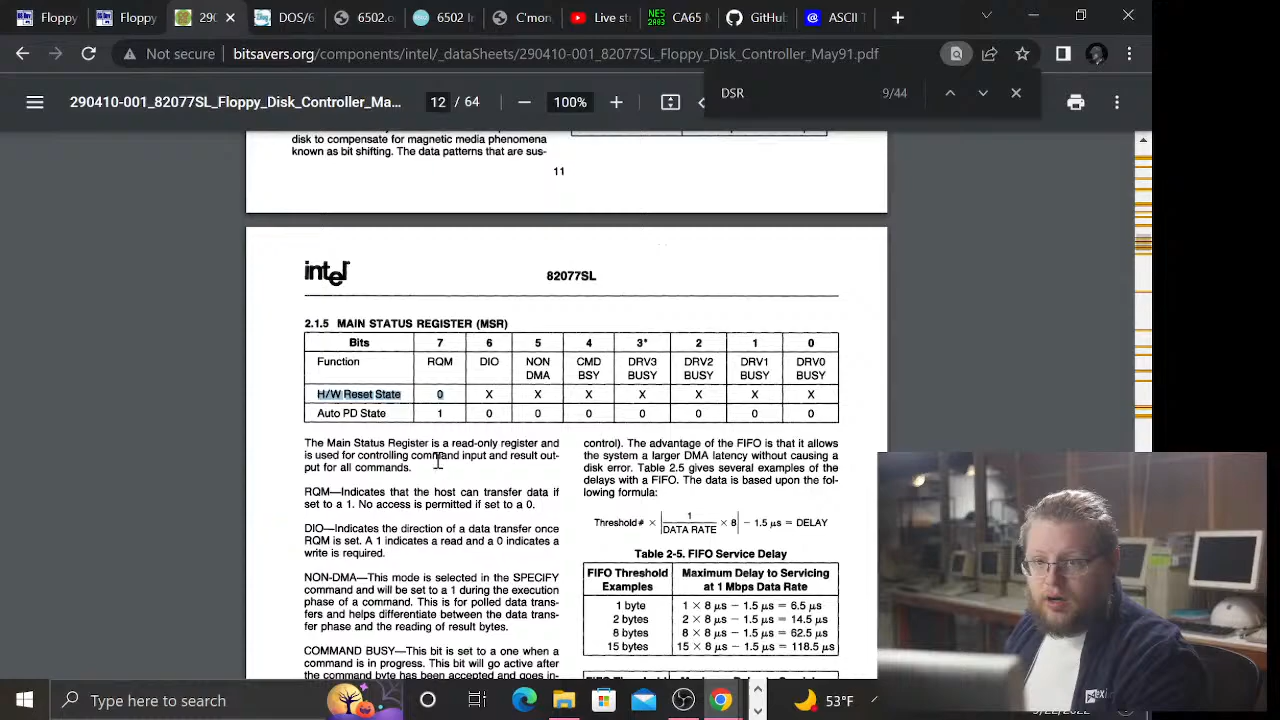 Floppy
Floppy
290
DOS/6
6502.o
6502
C'mn
Live st
NES 2A03
CA65 M
GitHub
ASCII T
Not secure
bitsavers.org/components/intel/_dataSheets/290410-001_82077SL_Floppy_Disk_Controller_May91.pdf
290410-001_82077SL_Floppy_Disk_Controller_Ma...
12 / 64
100%
DSR
9/44
disk to compensate for magnetic media phenomena
known as bit shifting. The data patterns that are sus-
11
intel
82077SL
2.1.5 MAIN STATUS REGISTER (MSR)
Bits 7 6 5 4 3* 2 1 0
Function RQM DIO NON DMA CMD BSY DRV3 BUSY DRV2 BUSY DRV1 BUSY DRV0 BUSY
H/W Reset State 0 X X X X X X X
Auto PD State 1 0 0 0 0 0 0 0
The Main Status Register is a read-only register and
is used for controlling command input and result out-
put for all commands.
RQM—Indicates that the host can transfer data if
set to a 1. No access is permitted if set to a 0.
DIO—Indicates the direction of a data transfer once
RQM is set. A 1 indicates a read and a 0 indicates a
write is required.
NON-DMA—This mode is selected in the SPECIFY
command and will be set to 1 during the execution
phase of a command. This is for polled data trans-
fers and helps differentiate between the data trans-
fer phase and the reading of result bytes.
COMMAND BUSY—This bit is set to a one when a
command is in progress. This bit will go active after
the command byte has been accepted and goes in-
control). The advantage of the FIFO is that it allows
the system a larger DMA latency without causing a
disk error. Table 2.5 gives several examples of the
delays with a FIFO. The data is based upon the fol-
lowing formula:
Threshold# × | 1 / DATA RATE × 8 | − 1.5 μs = DELAY
Table 2-5. FIFO Service Delay
FIFO Threshold Examples
Maximum Delay to Servicing at 1 Mbps Data Rate
1 byte 1 × 8 μs − 1.5 μs = 6.5 μs
2 bytes 2 × 8 μs − 1.5 μs = 14.5 μs
8 bytes 8 × 8 μs − 1.5 μs = 62.5 μs
15 bytes 15 × 8 μs − 1.5 μs = 118.5 μs
Type here to search
53°F
9/22/2022